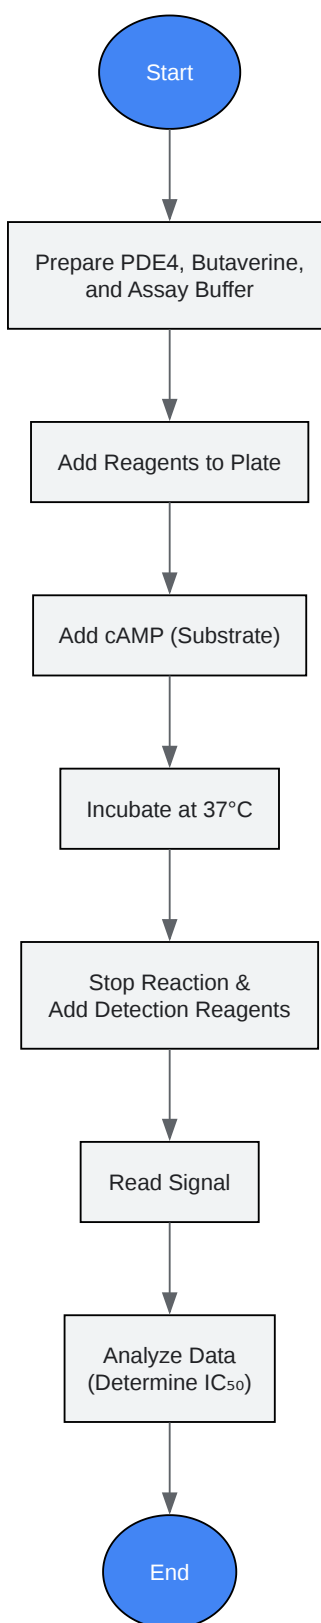 Start
Prepare PDE4, Butaverine,
and Assay Buffer
Add Reagents to Plate
Add cAMP (Substrate)
Incubate at 37°C
Stop Reaction &
Add Detection Reagents
Read Signal
Analyze Data
(Determine IC₅₀)
End